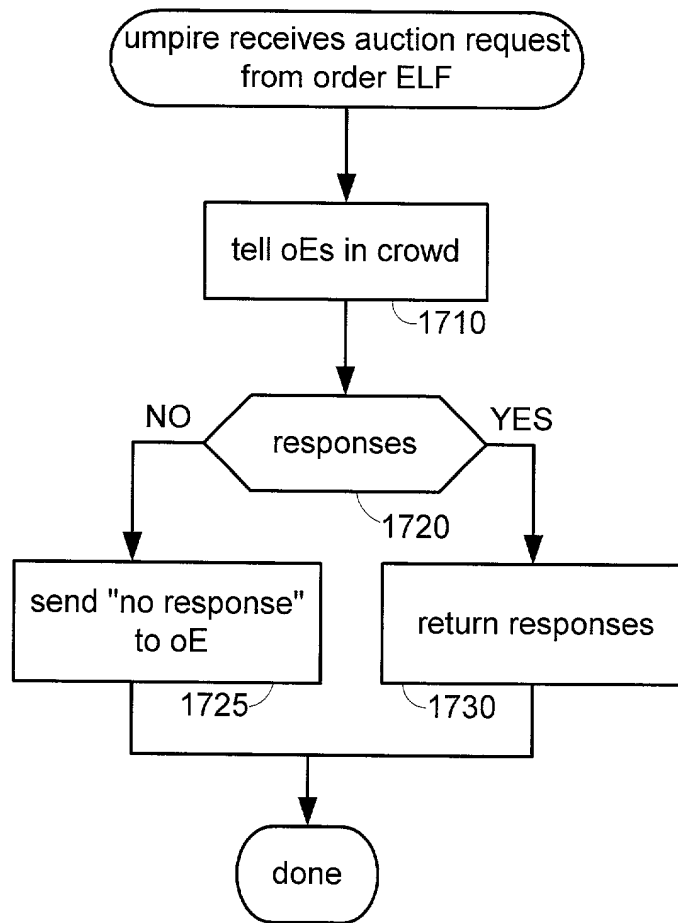 umpire receives auction request
from order ELF
tell oEs in crowd
1710
NO
YES
responses
1720
send "no response"
to oE
return responses
1725
1730
done